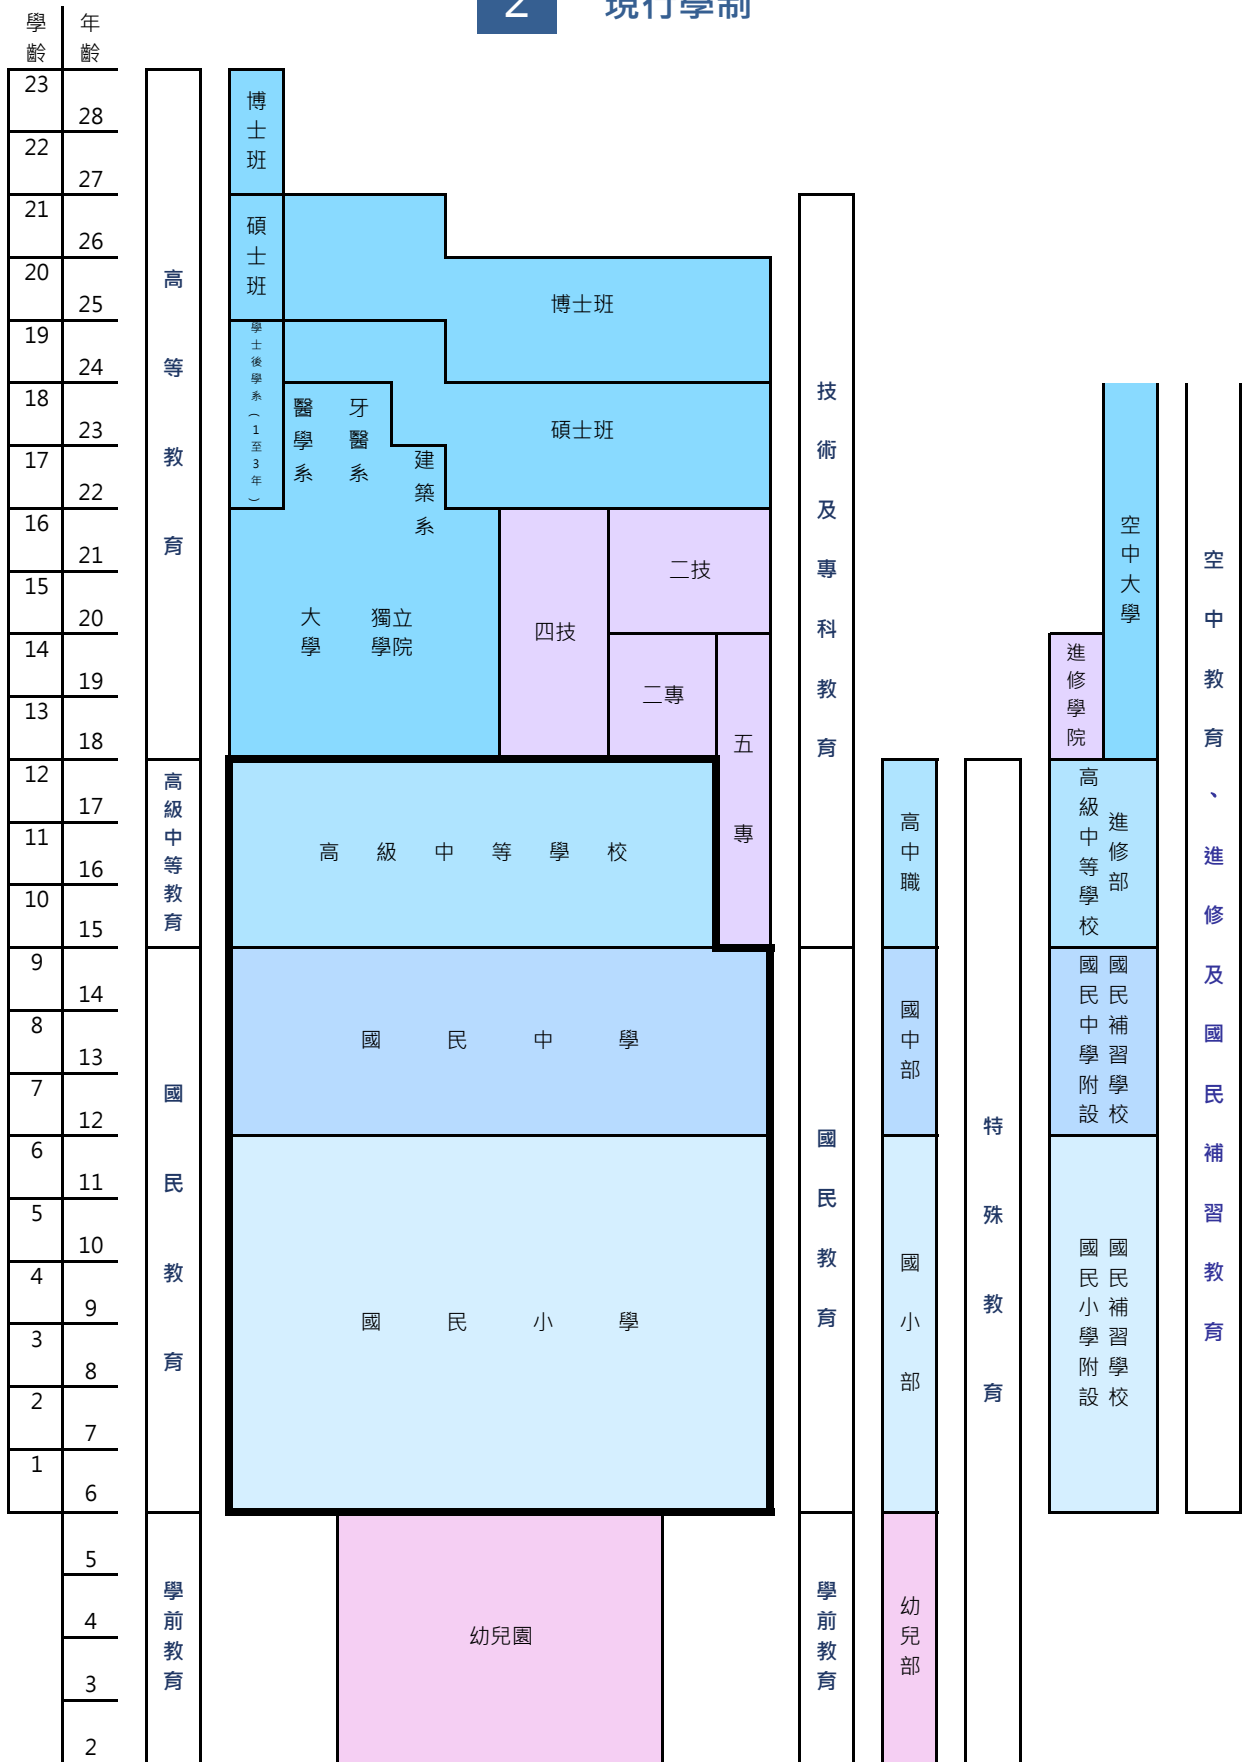 2 現行學制
學齡
年齡
23
28
22
27
21
26
20
25
19
24
18
23
17
22
16
21
15
20
14
19
13
18
12
17
11
16
10
15
9
14
8
13
7
12
6
11
5
10
4
9
3
8
2
7
1
6
5
4
3
2
高等教育
高級中等教育
國民教育
學前教育
博士班
碩士班
學士後學系（1至3年）
博士班
碩士班
醫學系
牙醫系
建築系
大學
獨立學院
四技
二技
二專
五專
高級中等學校
國民中學
國民小學
幼兒園
技術及專科教育
國民教育
學前教育
高中職
國中部
國小部
幼兒部
特殊教育
空中大學
進修學院
高級中等學校
進修部
國民中學附設
國民補習學校
國民小學附設
國民補習學校
空中教育、進修及國民補習教育